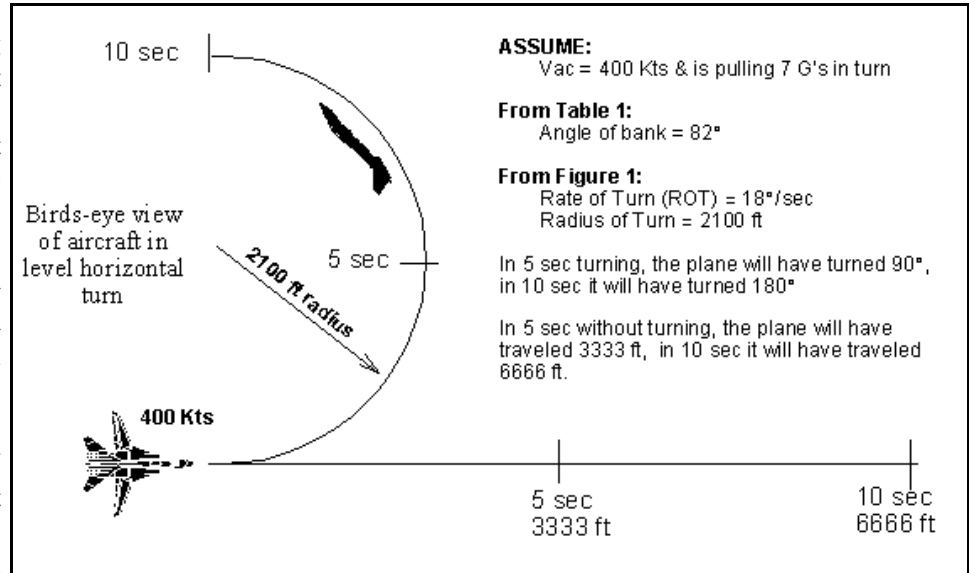 10 sec
Birds-eye view
of aircraft in
level horizontal
turn
2100 ft radius
5 sec
400 Kts
5 sec
3333 ft
10 sec
6666 ft
ASSUME:
Vac = 400 Kts & is pulling 7 G's in turn
From Table 1:
Angle of bank = 82°
From Figure 1:
Rate of Turn (ROT) = 18°/sec
Radius of Turn = 2100 ft
In 5 sec turning, the plane will have turned 90°,
in 10 sec it will have turned 180°
In 5 sec without turning, the plane will have
traveled 3333 ft, in 10 sec it will have traveled
6666 ft.